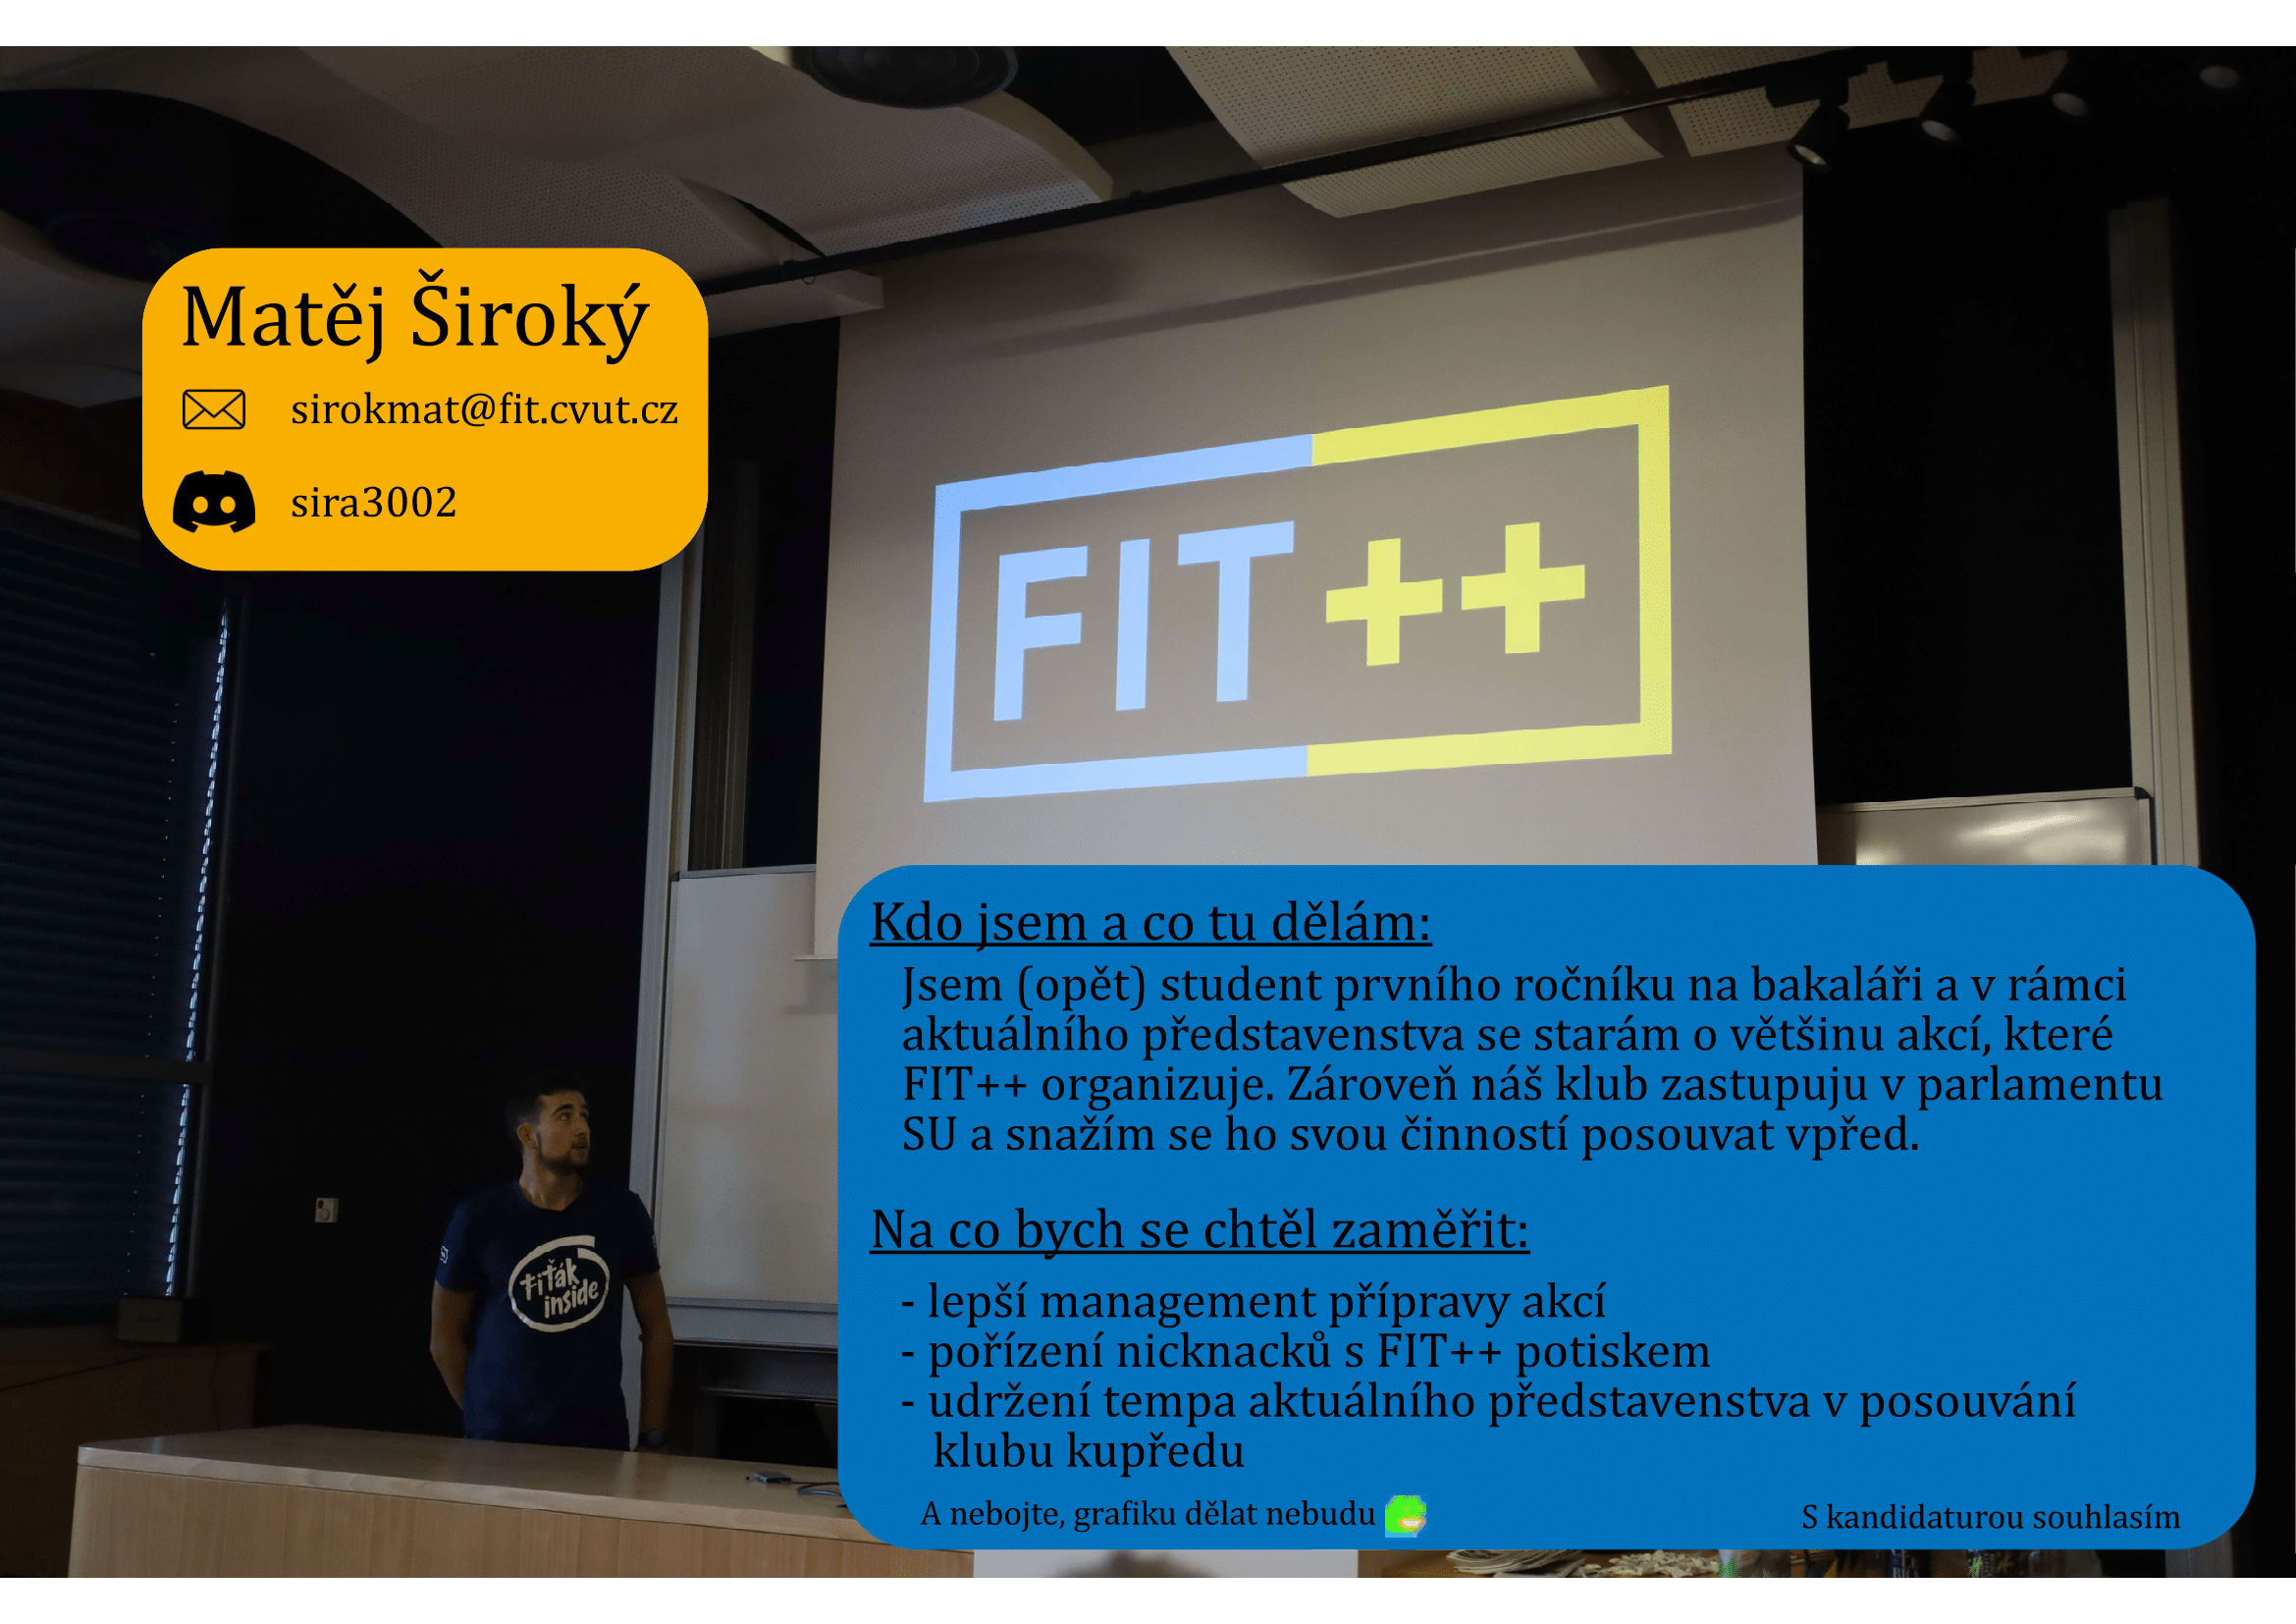 Matěj Široký
sirokmat@fit.cvut.cz
sira3002
FIT++
fiťák
inside
Kdo jsem a co tu dělám:
Jsem (opět) student prvního ročníku na bakaláři a v rámci
aktuálního představenstva se starám o většinu akcí, které
FIT++ organizuje. Zároveň náš klub zastupuju v parlamentu
SU a snažím se ho svou činností posouvat vpřed.
Na co bych se chtěl zaměřit:
- lepší management přípravy akcí
- pořízení nicknacků s FIT++ potiskem
- udržení tempa aktuálního představenstva v posouvání
klubu kupředu
A nebojte, grafiku dělat nebudu
S kandidaturou souhlasím